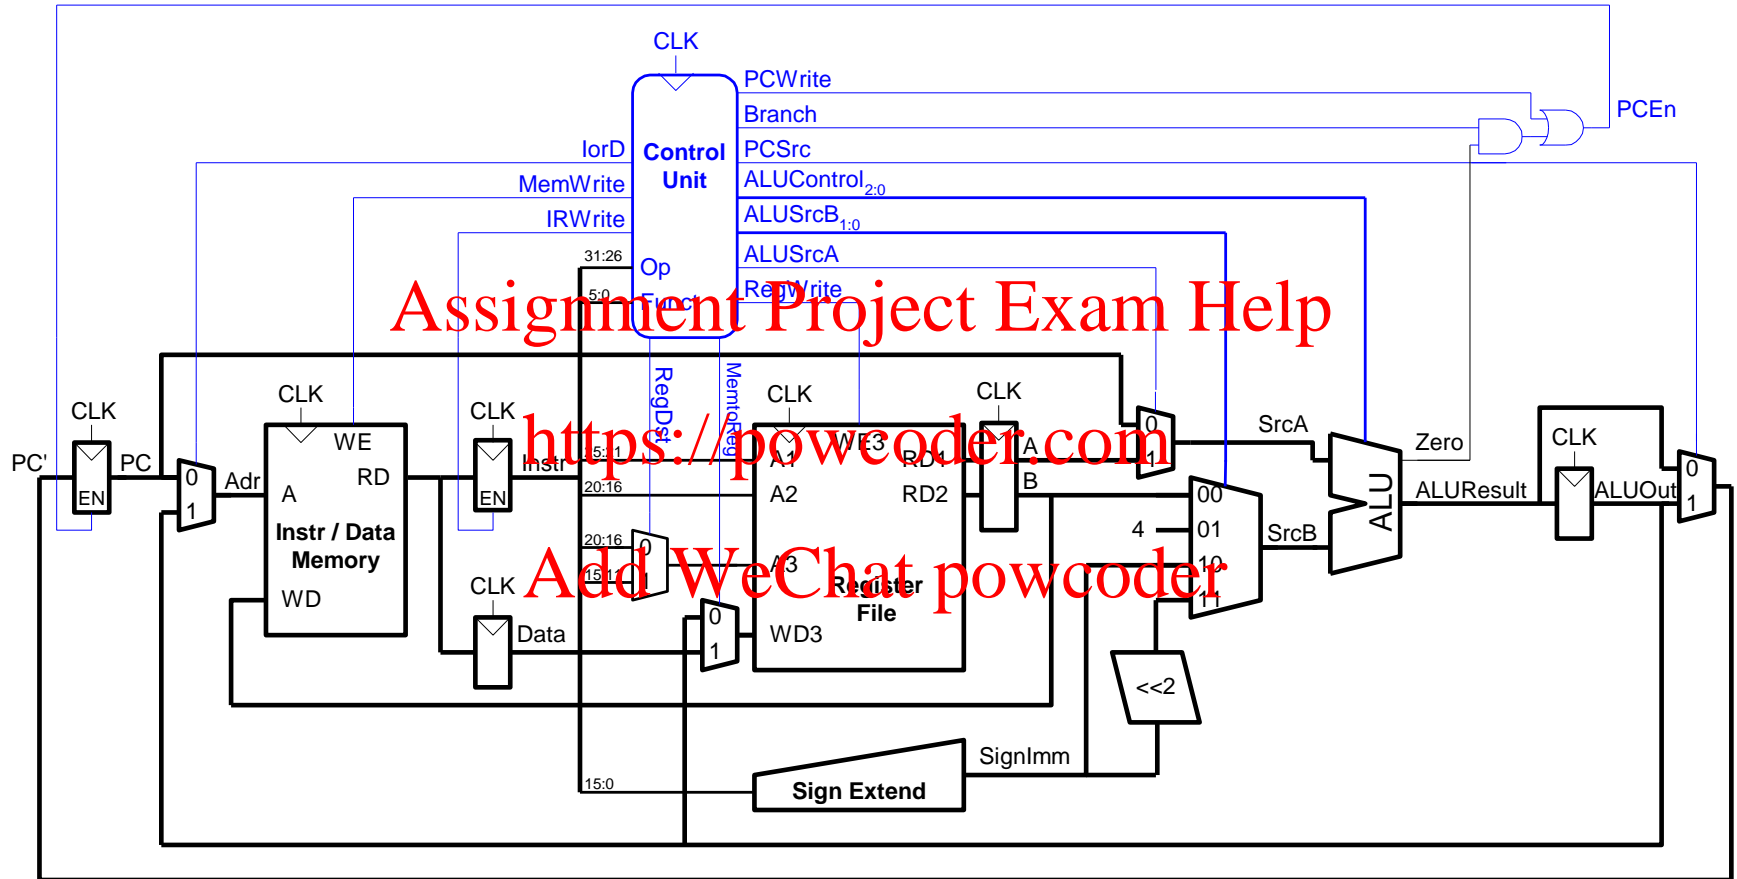 CLK
PCWrite
Branch
PCEn
IorD
Control
Unit
PCSrc
MemWrite
ALUControl2:0
IRWrite
ALUSrcB1:0
31:26
Op
ALUSrcA
5:0
Funct
RegWrite
Assignment Project Exam Help
RegDst
MemtoReg
CLK
CLK
CLK
CLK
CLK
CLK
PC'
PC
EN
0
1
Adr
WE
RD
A
Instr / Data
Memory
WD
EN
Instr
https://powcoder.com
25:21
20:16
20:16
15:11
0
1
A1
A2
A3
WE3
RD1
RD2
Register
File
WD3
A
B
0
1
SrcA
00
01
10
11
4
SrcB
ALU
Zero
ALUResult
ALUOut
0
1
Add WeChat powcoder
CLK
Data
0
1
<<2
SignImm
15:0
Sign Extend